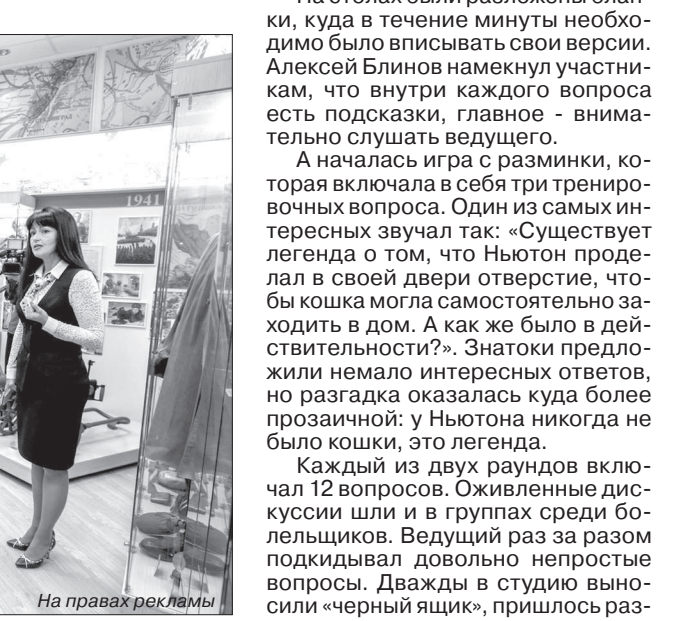 ки, куда в течение минуты необхо-
димо было вписывать свои версии.
Алексей Блинов намекнул участни-
кам, что внутри каждого вопроса
есть подсказки, главное - внима-
тельно слушать ведущего.
А началась игра с разминки, ко-
торая включала в себя три трениро-
вочных вопроса. Один из самых ин-
тересных звучал так: «Существует
легенда о том, что Ньютон проде-
лал в своей двери отверстие, что-
бы кошка могла самостоятельно за-
ходить в дом. А как же было в дей-
ствительности?». Знатоки предло-
жили немало интересных ответов,
но разгадка оказалась куда более
прозаичной: у Ньютона никогда не
было кошки, это легенда.
Каждый из двух раундов вклю-
чал 12 вопросов. Оживленные дис-
куссии шли и в группах среди бо-
лельщиков. Ведущий раз за разом
подкидывал довольно непростые
вопросы. Дважды в студию выно-
сили «черный ящик», пришлось раз-
1941
На правах рекламы